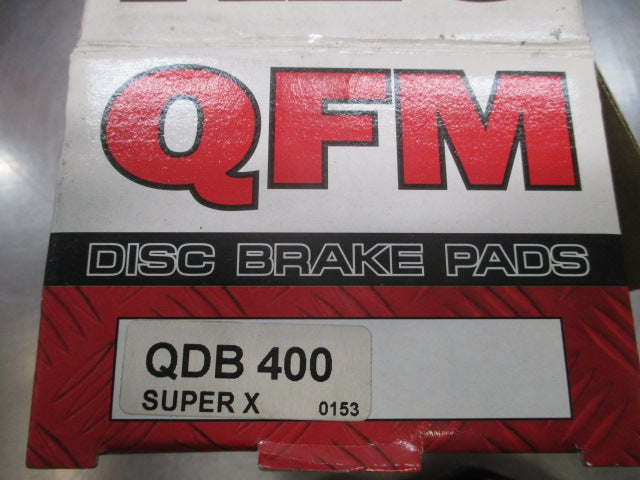 QFM
DISC BRAKE PADS
QDB 400
SUPER X 0153